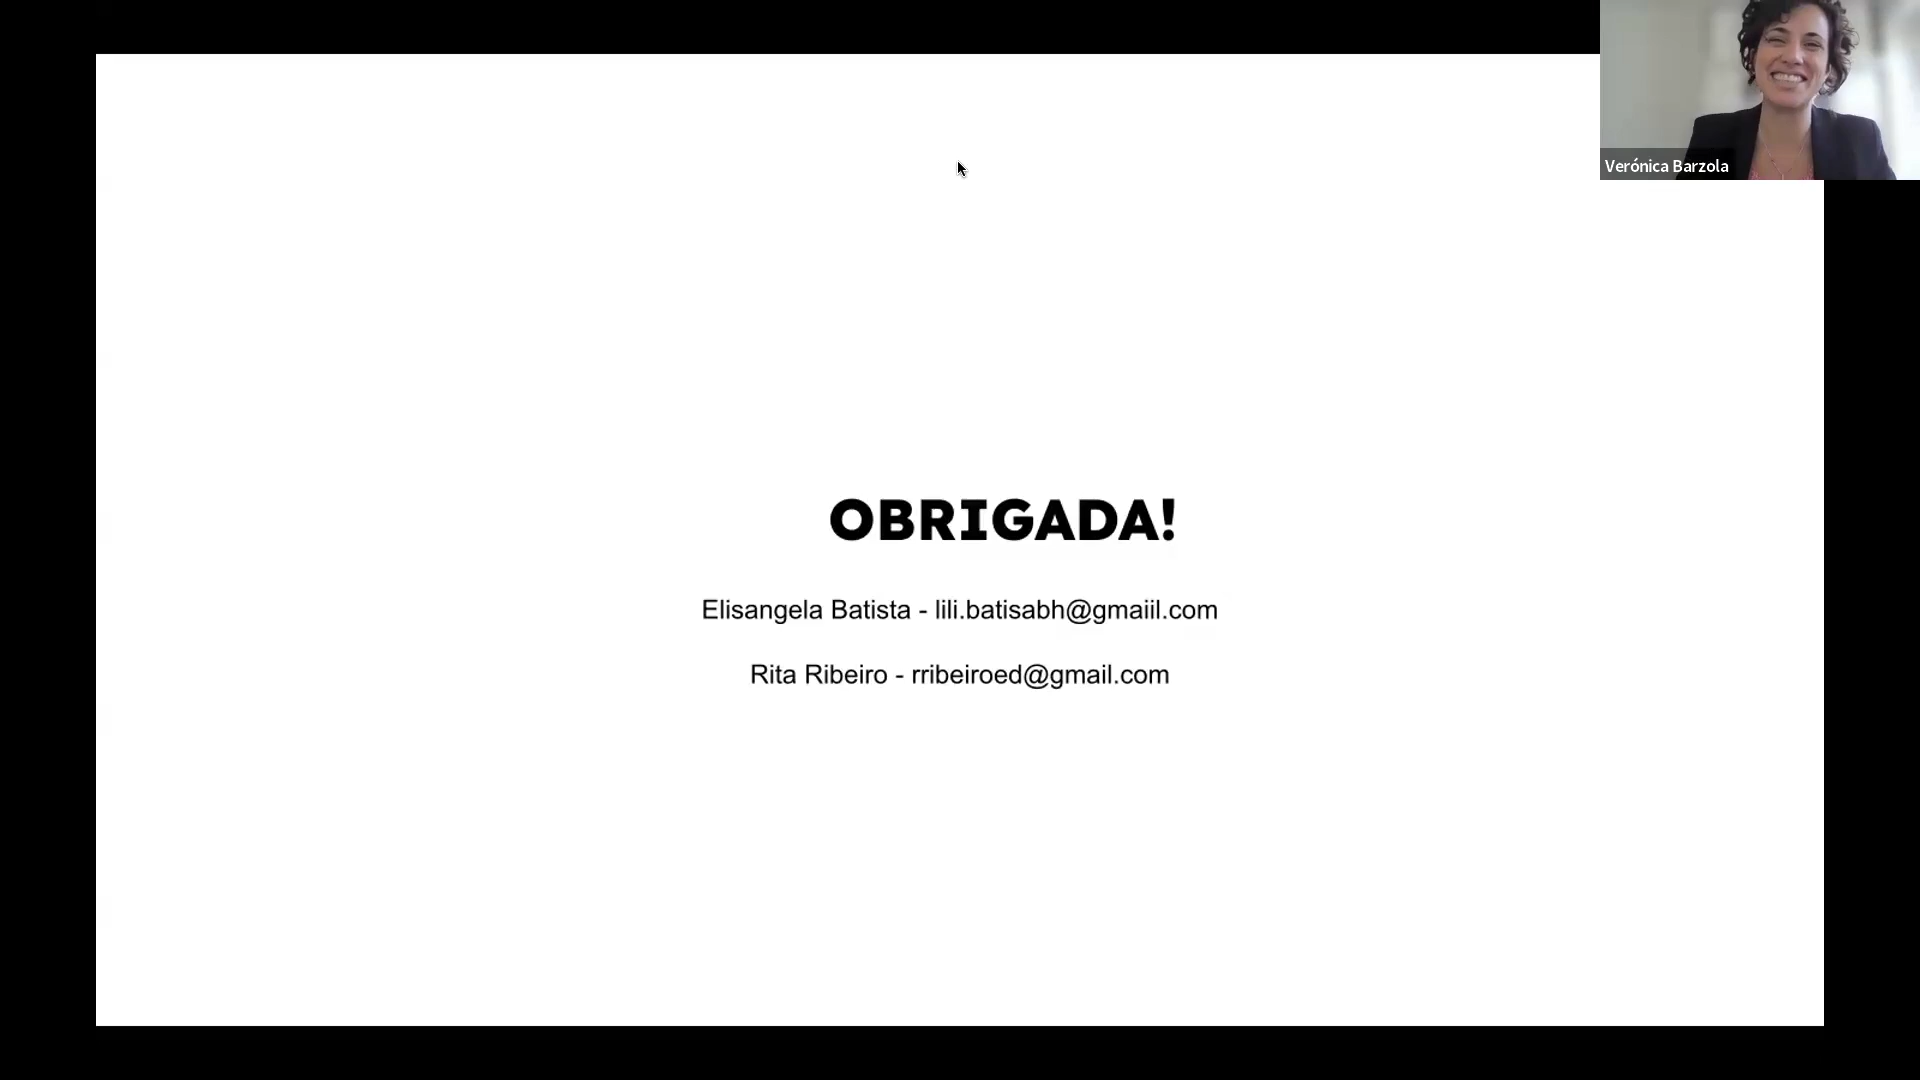 Verónica Barzola
OBRIGADA!
Elisangela Batista - lili.batisabh@gmaiil.com
Rita Ribeiro - rribeiroed@gmail.com